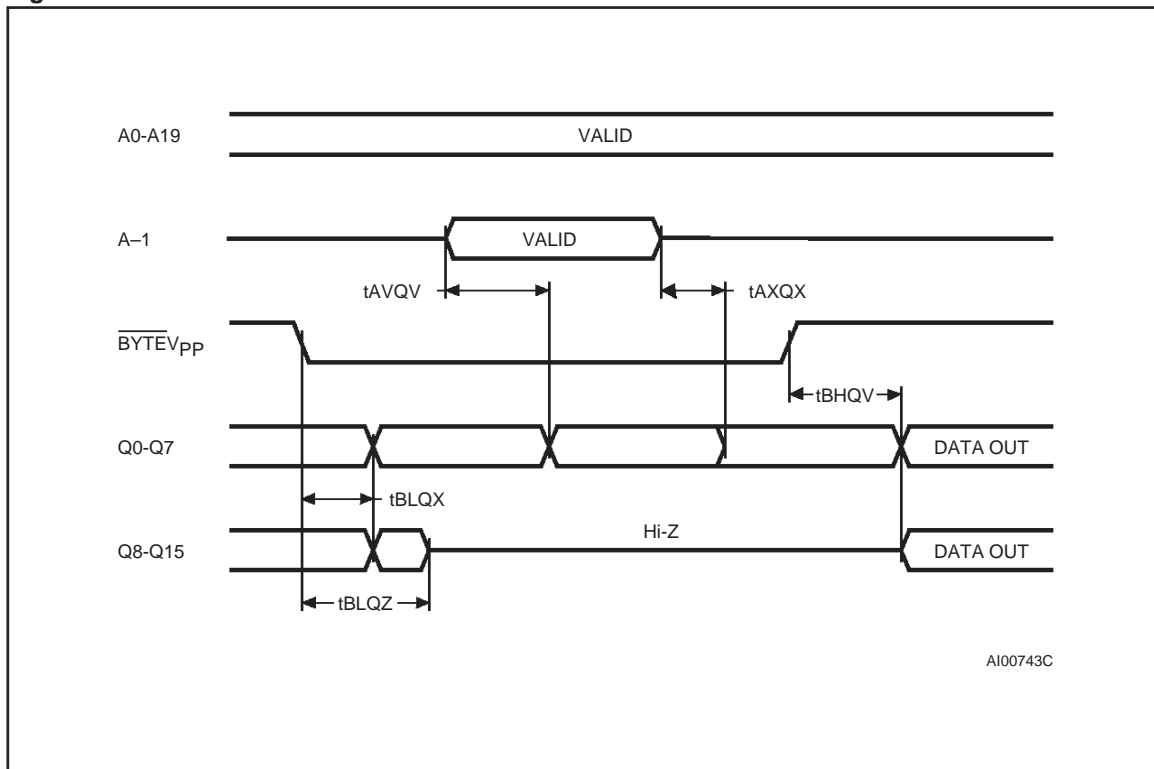 A0-A19 VALID
A–1 VALID
tAVQV tAXQX
BYTEVPP
tBHQV
Q0-Q7 DATA OUT
tBLQX
Hi-Z
Q8-Q15 DATA OUT
tBLQZ
AI00743C